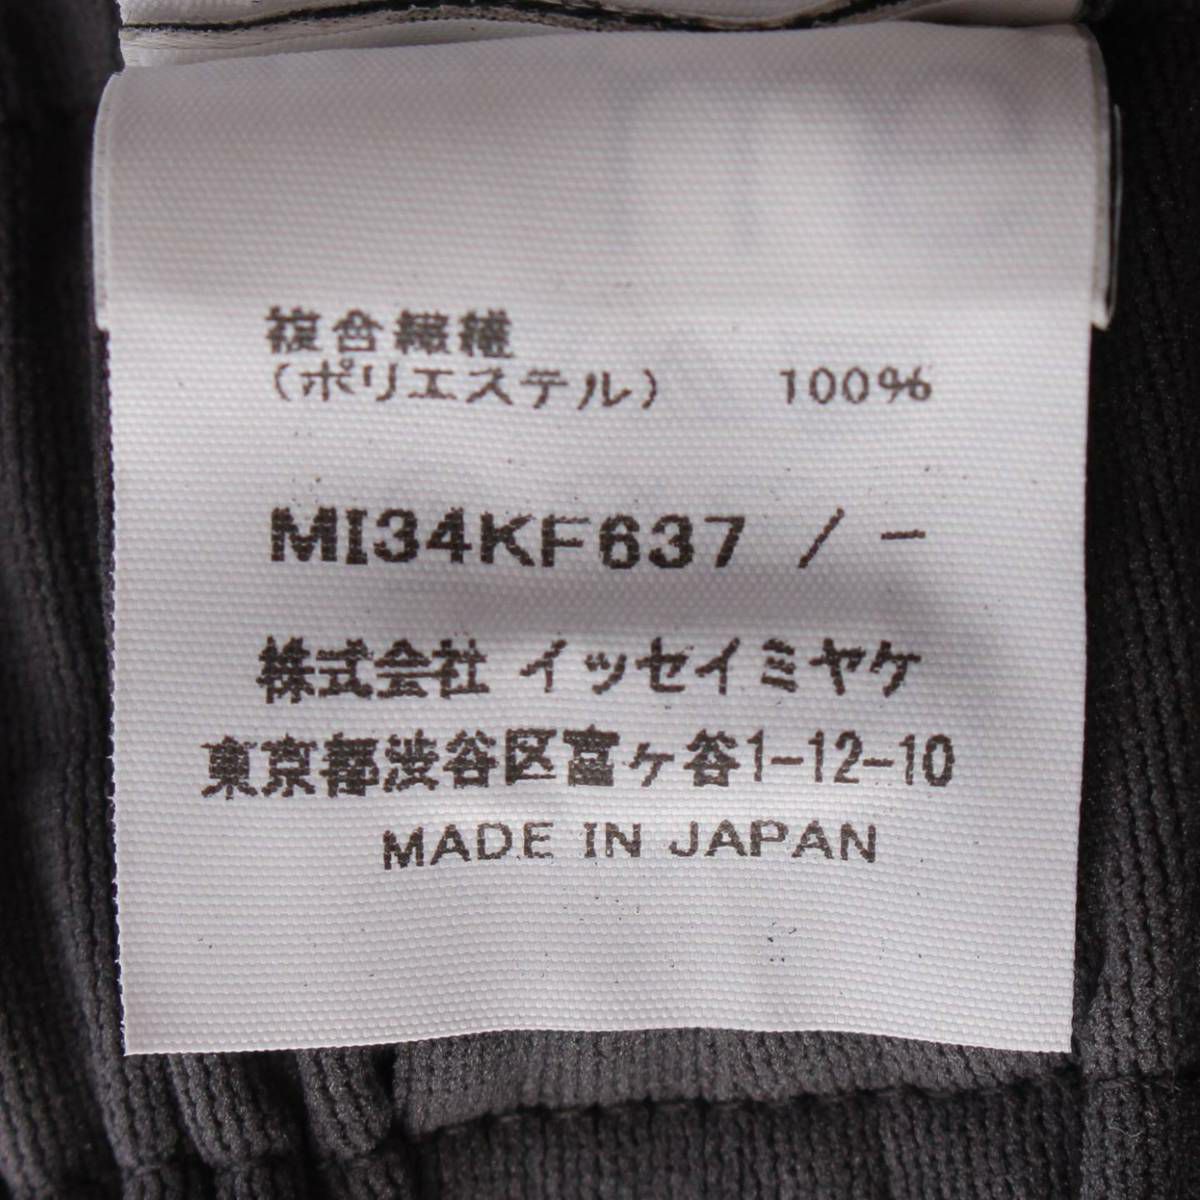 複合繊維
(ポリエステル) 100%
MI34KF637 / -
株式会社 イッセイミヤケ
東京都渋谷区富ヶ谷1-12-10
MADE IN JAPAN